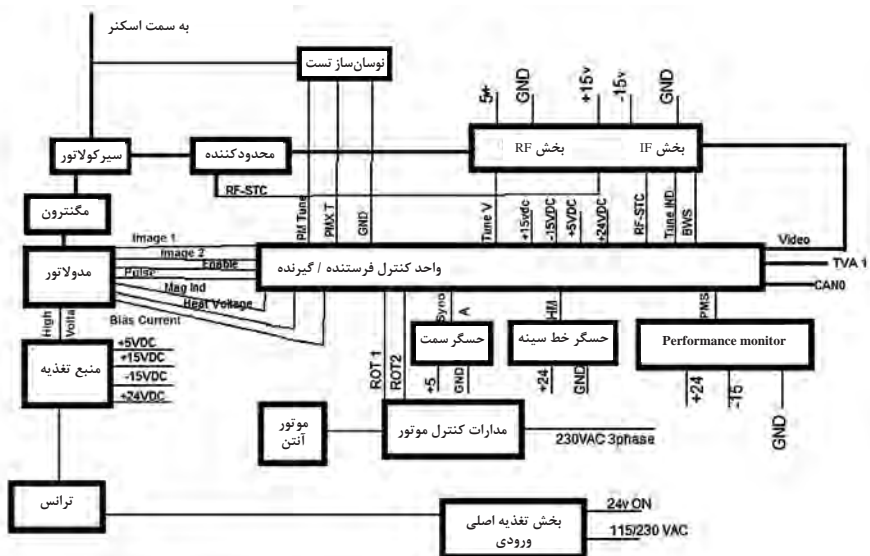 به سمت اسکنر
نوسان‌ساز تست
5+
GND
+15v
-15v
GND
سیرکولاتور
محدودکننده
بخش RF
بخش IF
RF-STC
مگنترون
PM Tune
PMX T
GND
Tune V
+15vdc
-15VDC
+5VDC
+24VDC
RF-STC
Tune IND
BWS
Video
TVA 1
CAN0
مدولاتور
Image 1
Image 2
Enable
Pulse
Mag Ind
Heat Voltage
Bias Current
واحد کنترل فرستنده / گیرنده
High
Volta
منبع تغذیه
+5VDC
+15VDC
-15VDC
+24VDC
ROT 1
ROT2
Syno
A
HM
PMS
حسگر سمت
حسگر خط سینه
Performance monitor
+5
GND
+24
GND
+24
-15
GND
موتور
آنتن
مدارات کنترل موتور
230VAC 3phase
ترانس
بخش تغذیه اصلی
ورودی
24v ON
115/230 VAC